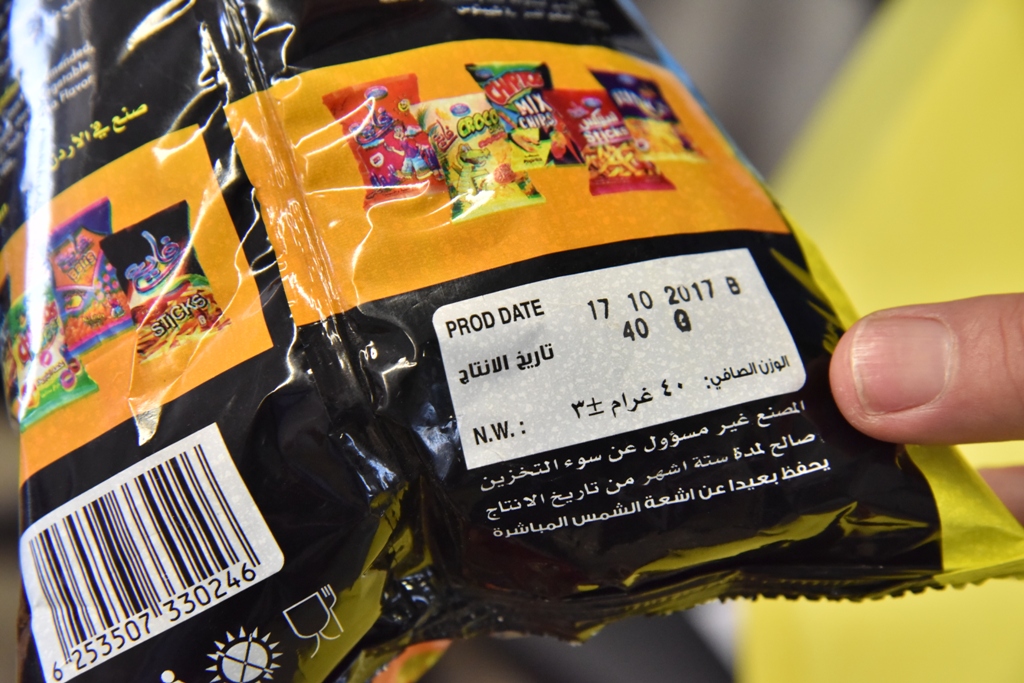 صنع في الأردن
CHIKO
MIX
CHIPS
CROCO
STICKS
STICKS
PROD DATE 17 10 2017 B
40 Q
تاريخ الانتاج
الوزن الصافي: ٤٠ غرام ±٣
N.W. :
المصنع غير مسؤول عن سوء التخزين
صالح لمدة ستة اشهر من تاريخ الانتاج
يحفظ بعيدا عن اشعة الشمس المباشرة
6 253507 330246